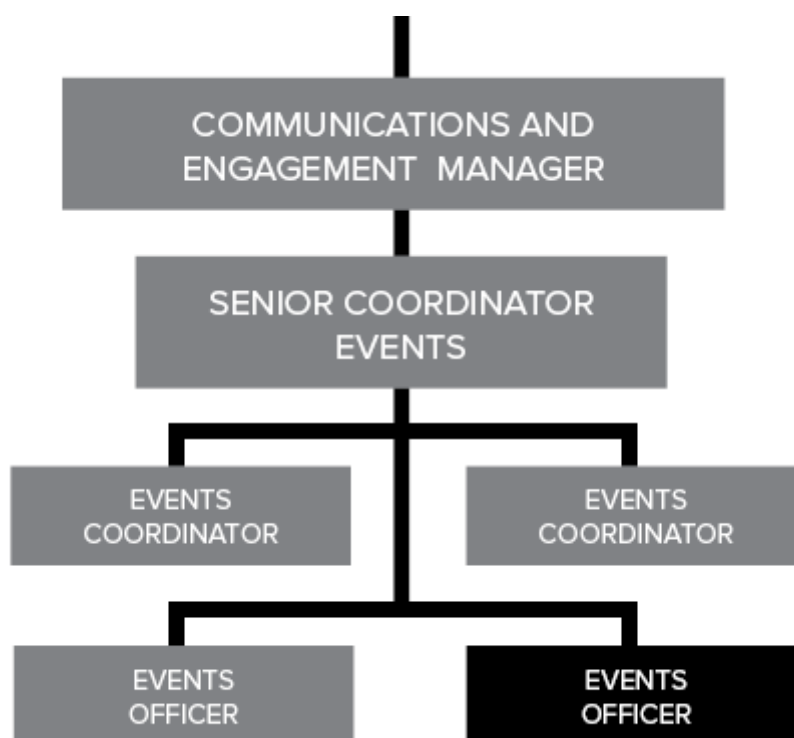 COMMUNICATIONS AND
ENGAGEMENT MANAGER
SENIOR COORDINATOR
EVENTS
EVENTS
COORDINATOR
EVENTS
COORDINATOR
EVENTS
OFFICER
EVENTS
OFFICER